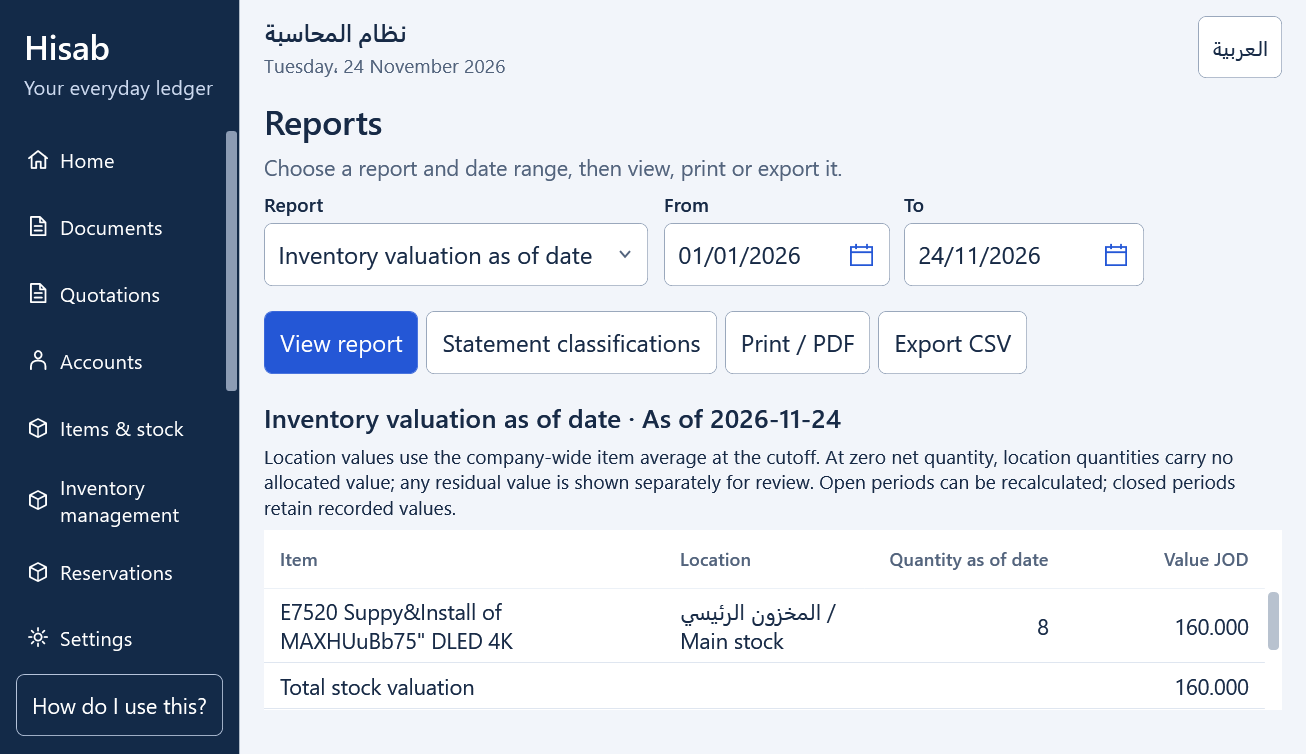 Hisab
Your everyday ledger
Home
Documents
Quotations
Accounts
Items & stock
Inventory
management
Reservations
Settings
How do I use this?
نظام المحاسبة
Tuesday، 24 November 2026
العربية
Reports
Choose a report and date range, then view, print or export it.
Report
From
To
Inventory valuation as of date
01/01/2026
24/11/2026
View report
Statement classifications
Print / PDF
Export CSV
Inventory valuation as of date · As of 2026-11-24
Location values use the company-wide item average at the cutoff. At zero net quantity, location quantities carry no
allocated value; any residual value is shown separately for review. Open periods can be recalculated; closed periods
retain recorded values.
Item Location Quantity as of date Value JOD
E7520 Suppy&Install of
MAXHUuBb75" DLED 4K
المخزون الرئيسي /
Main stock
8
160.000
Total stock valuation 160.000